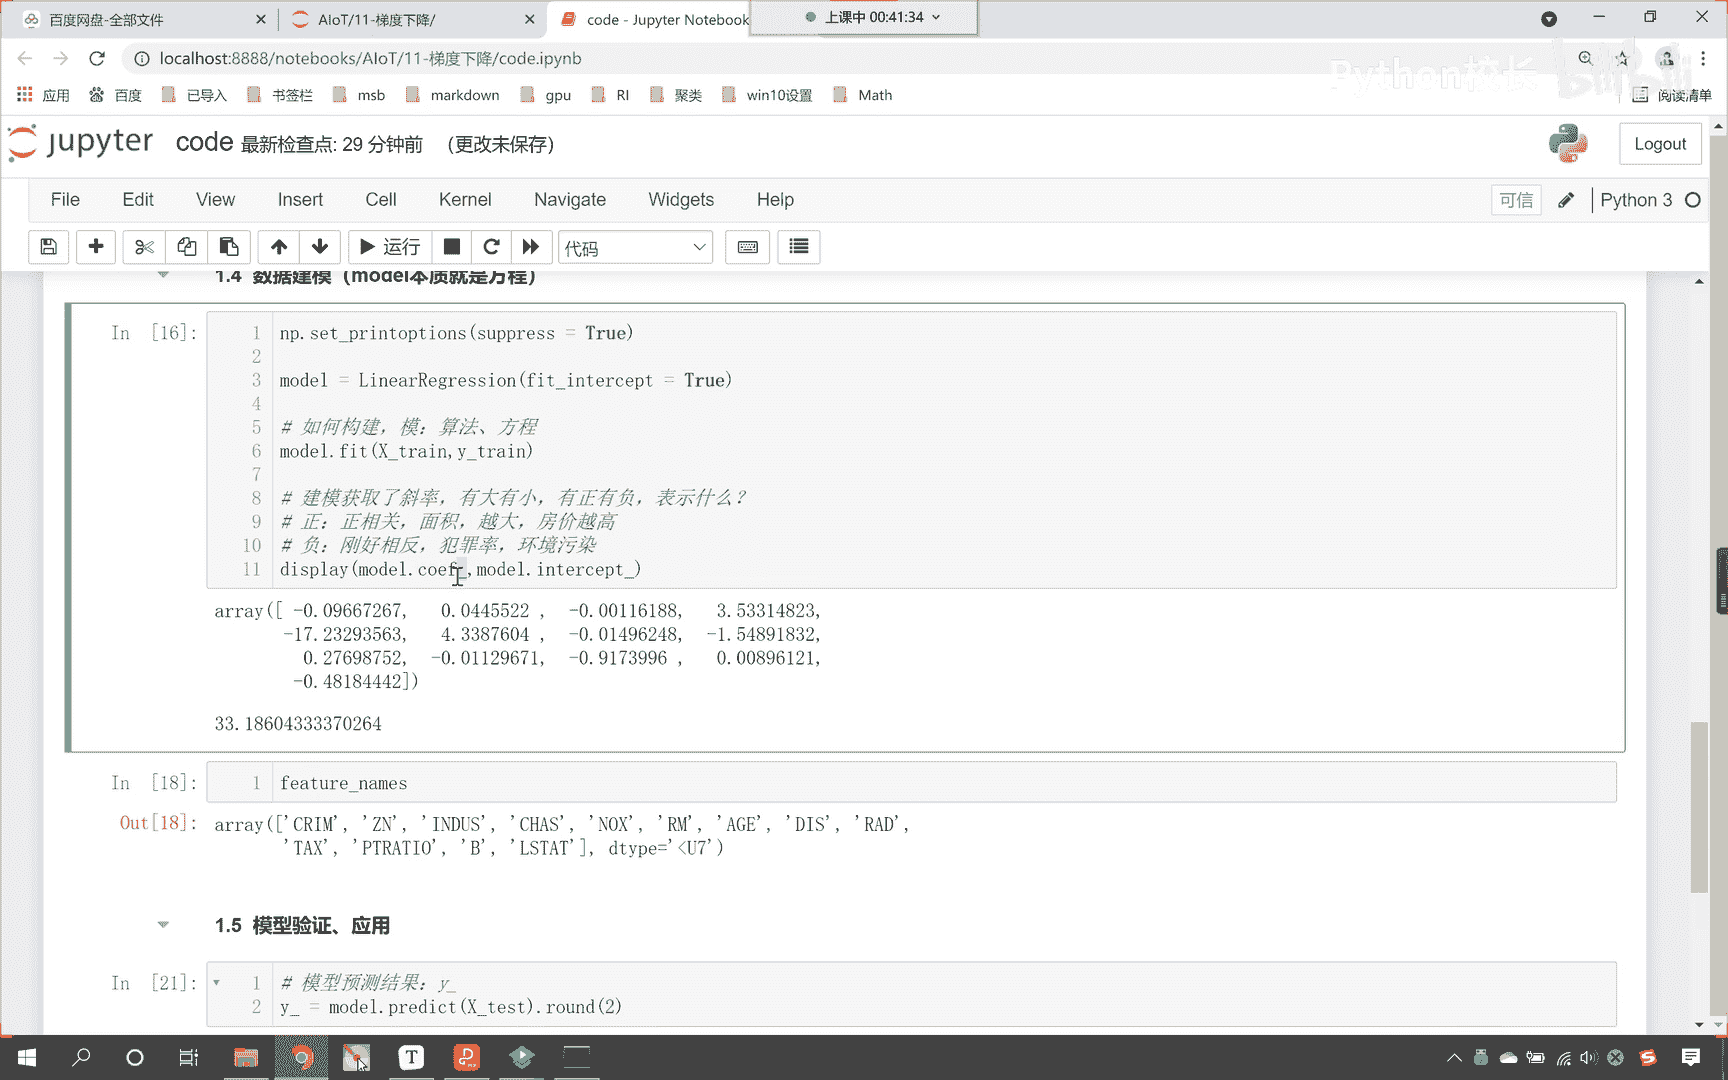 百度网盘-全部文件
AIoT/11-梯度下降/
code - Jupyter Notebook
上课中 00:41:34
localhost:8888/notebooks/AIoT/11-梯度下降/code.ipynb
Python校长 bilibili
应用 百度 已导入 书签栏 msb markdown gpu RI 聚类 win10设置 Math 阅读清单
jupyter code 最新检查点: 29 分钟前 (更改未保存) Logout
File Edit View Insert Cell Kernel Navigate Widgets Help 可信 Python 3
运行 代码
1.4 数据建模（model本质就是方程）
In [16]:
1 np.set_printoptions(suppress = True)
2
3 model = LinearRegression(fit_intercept = True)
4
5 # 如何构建，模：算法、方程
6 model.fit(X_train,y_train)
7
8 # 建模获取了斜率，有大有小，有正有负，表示什么？
9 # 正：正相关，面积，越大，房价越高
10 # 负：刚好相反，犯罪率，环境污染
11 display(model.coef_,model.intercept_)
array([ -0.09667267, 0.0445522 , -0.00116188, 3.53314823,
-17.23293563, 4.3387604 , -0.01496248, -1.54891832,
0.27698752, -0.01129671, -0.9173996 , 0.00896121,
-0.48184442])
33.18604333370264
In [18]: 1 feature_names
Out[18]: array(['CRIM', 'ZN', 'INDUS', 'CHAS', 'NOX', 'RM', 'AGE', 'DIS', 'RAD',
'TAX', 'PTRATIO', 'B', 'LSTAT'], dtype='<U7')
1.5 模型验证、应用
In [21]: 1 # 模型预测结果：y_
2 y_ = model.predict(X_test).round(2)